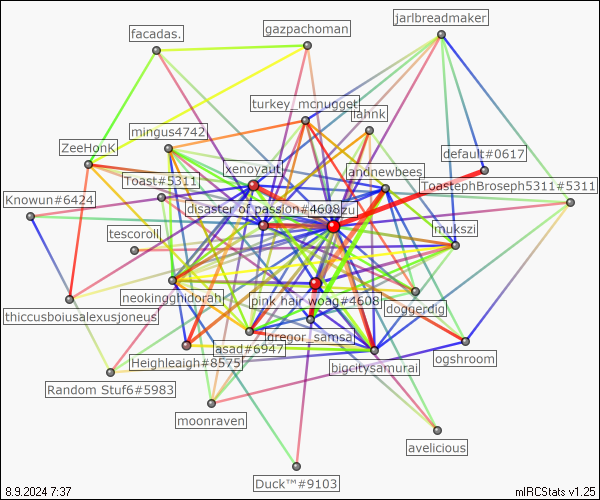 jarlbreadmaker
gazpachoman
facadas.
turkey_mcnugget
iahnk
mingus4742
ZeeHonK
default#0617
xenoyaut
andnewbees
Toast#5311
ToastephBroseph5311#5311
Knowun#6424
disaster of passion#4608
zu
mukszi
tescoroll
neokingghidorah
pink hair woag#4608
doggerdig
thiccusboiusalexusjoneus
gregor_samsa
asad#6947
ogshroom
Heighleaigh#8575
bigcitysamurai
Random Stuf6#5983
moonraven
avelicious
Duck™#9103
8.9.2024 7:37
mIRCStats v1.25